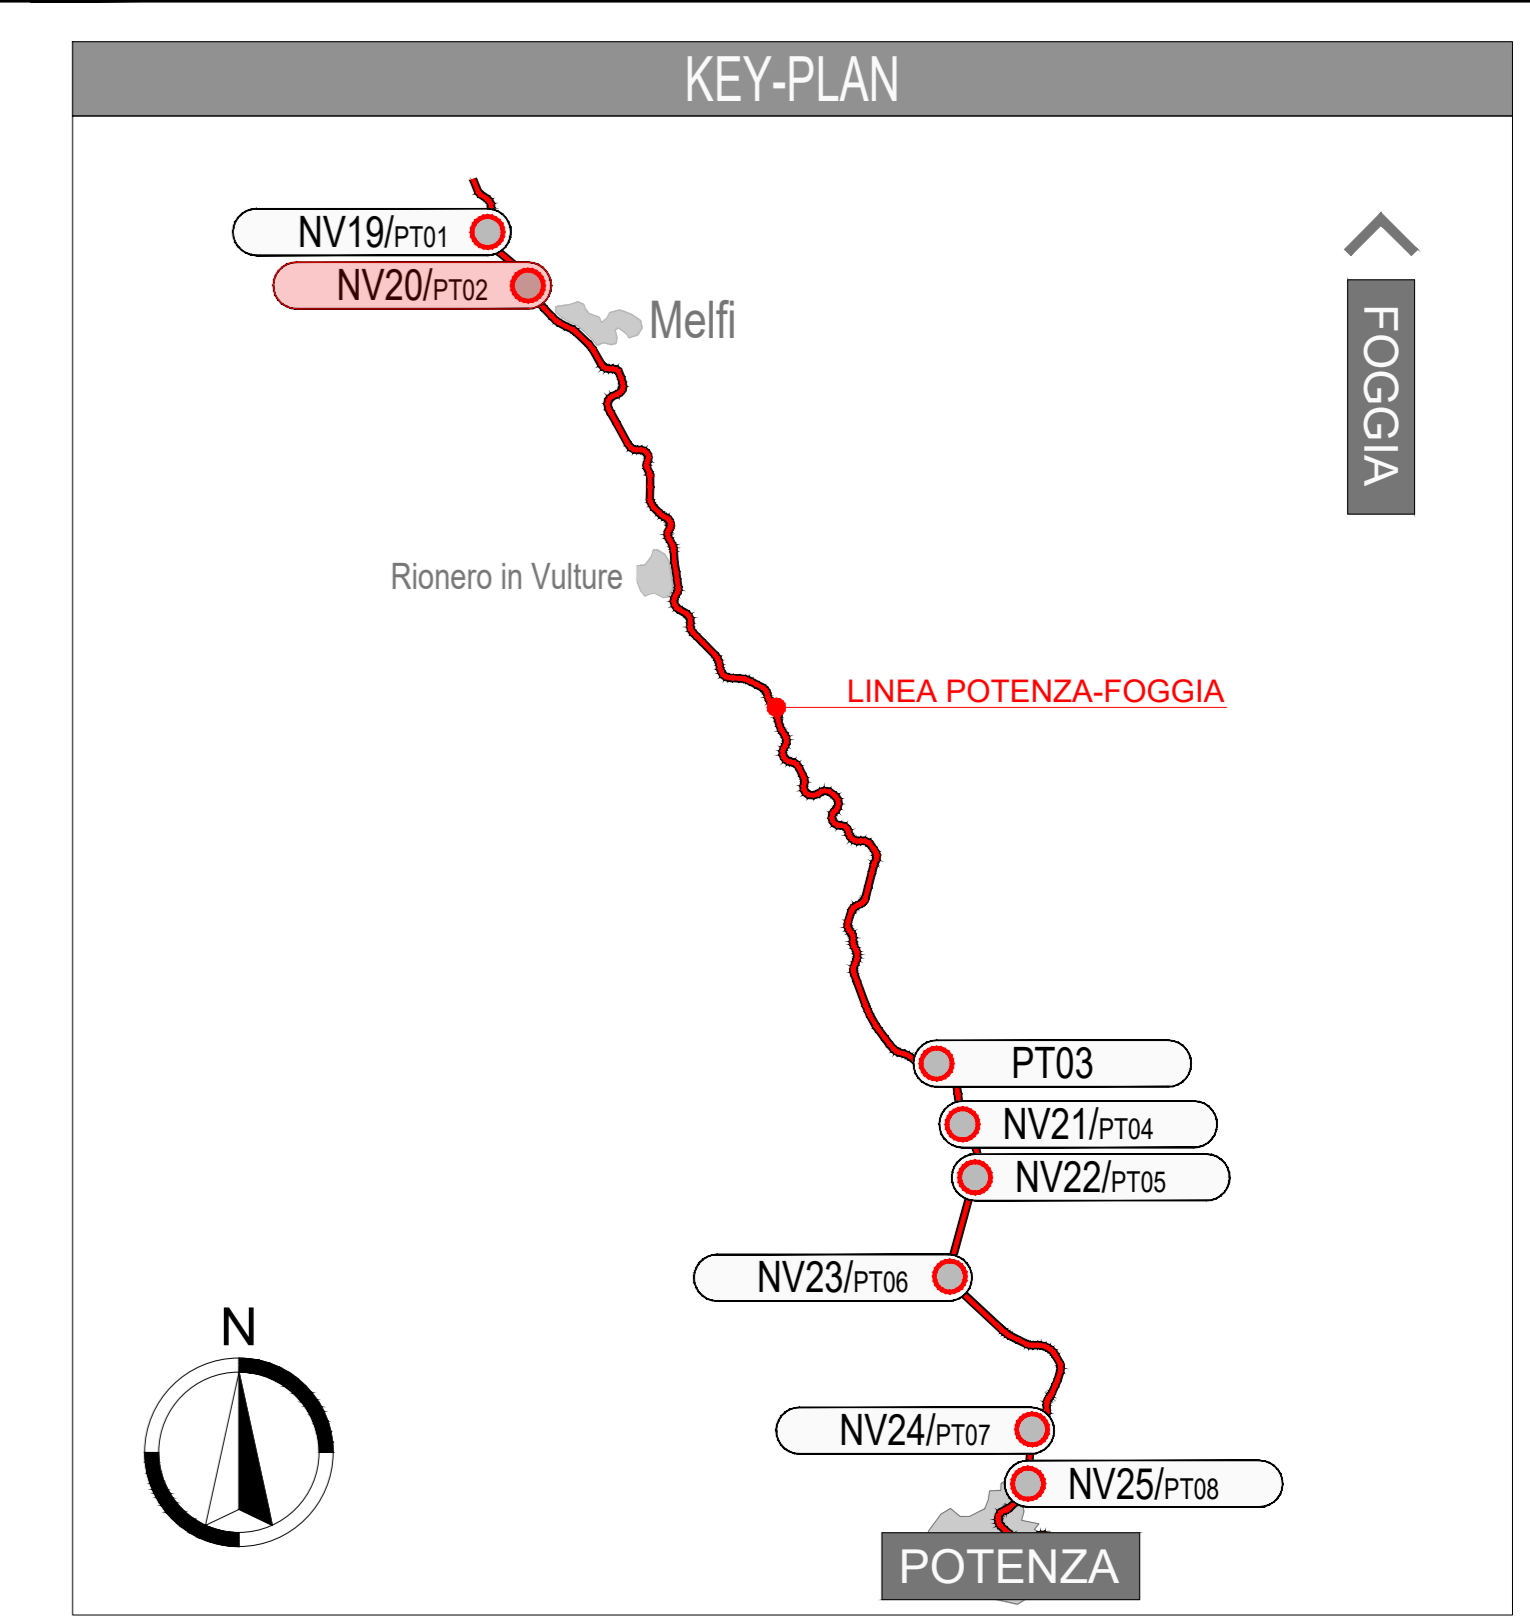 KEY-PLAN
NV19/PT01
NV20/PT02
Melfi
FOGGIA
Rionero in Vulture
LINEA POTENZA-FOGGIA
PT03
NV21/PT04
NV22/PT05
NV23/PT06
N
NV24/PT07
NV25/PT08
POTENZA